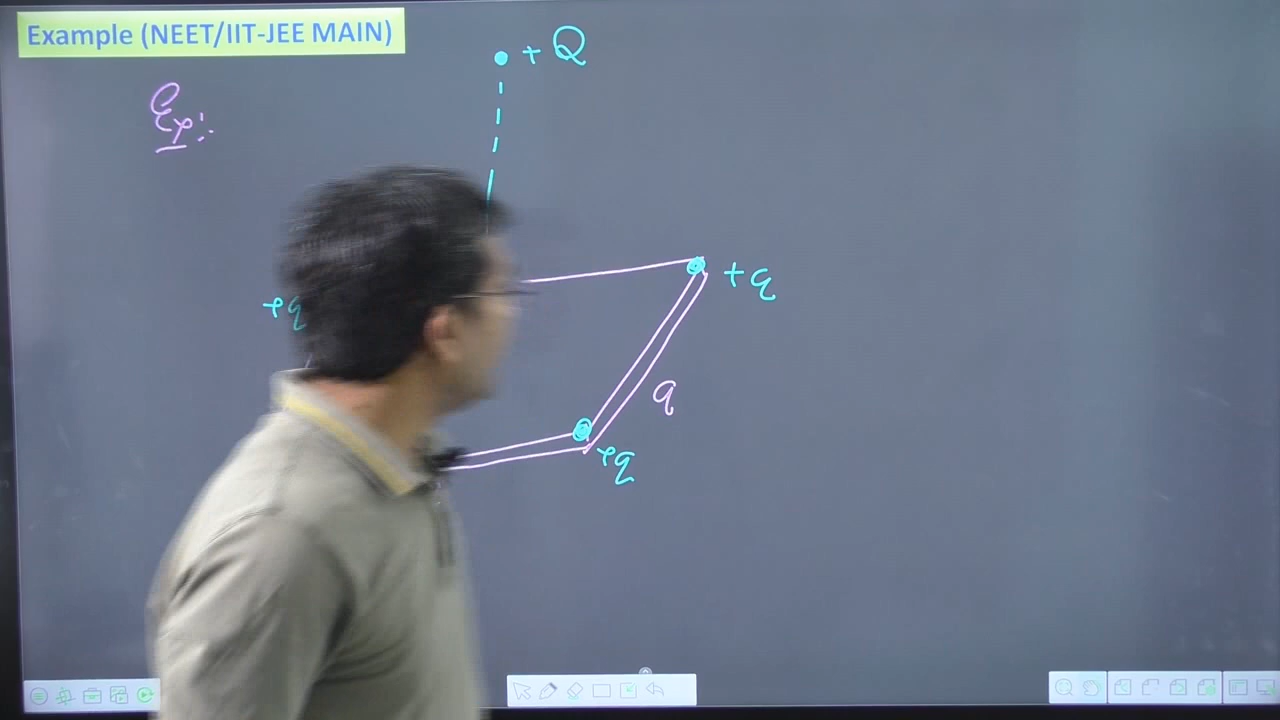 Example (NEET/IIT-JEE MAIN)
+ Q
Ex:
+q
+q
a
+q